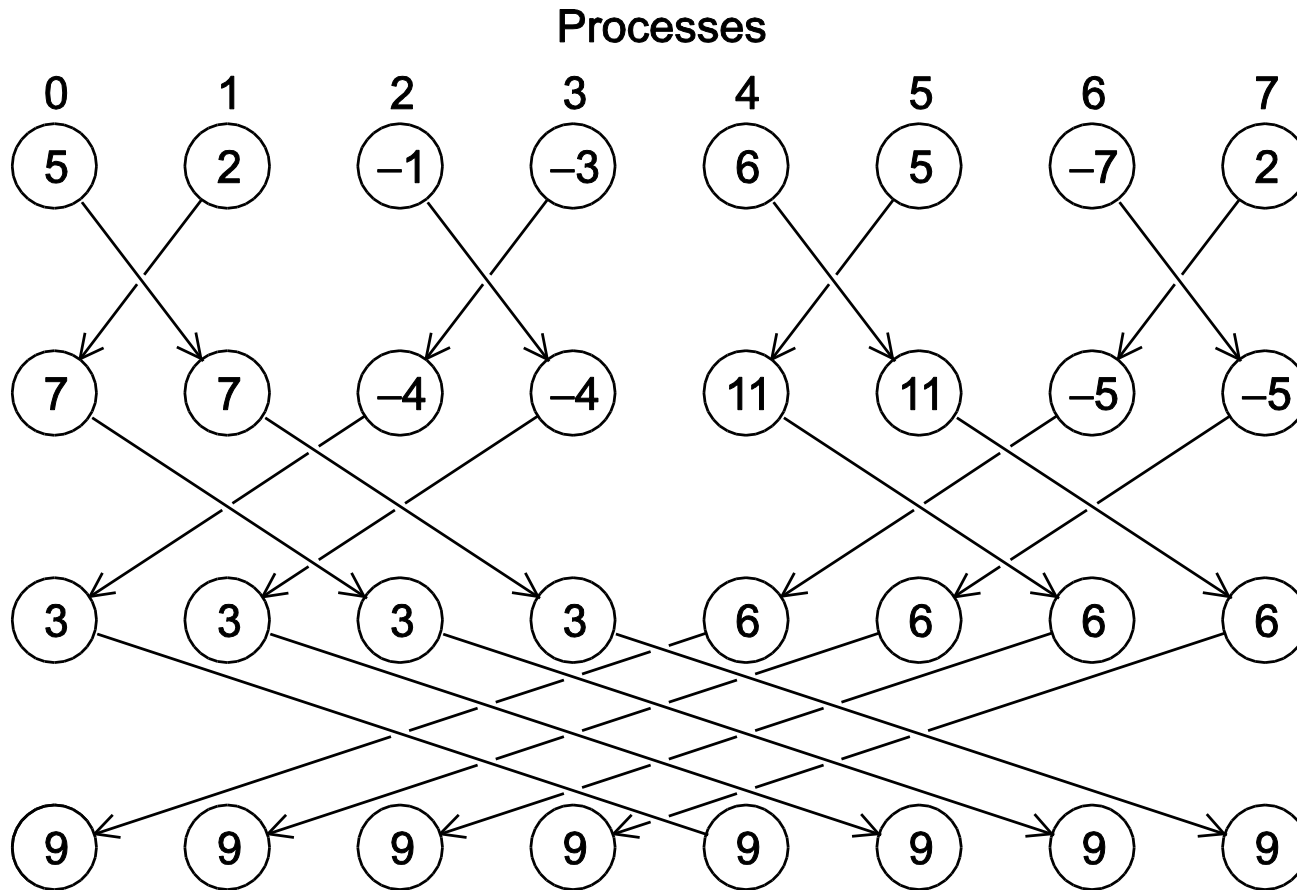 Processes
0 1 2 3 4 5 6 7
5 2 –1 –3 6 5 –7 2
7 7 –4 –4 11 11 –5 –5
3 3 3 3 6 6 6 6
9 9 9 9 9 9 9 9